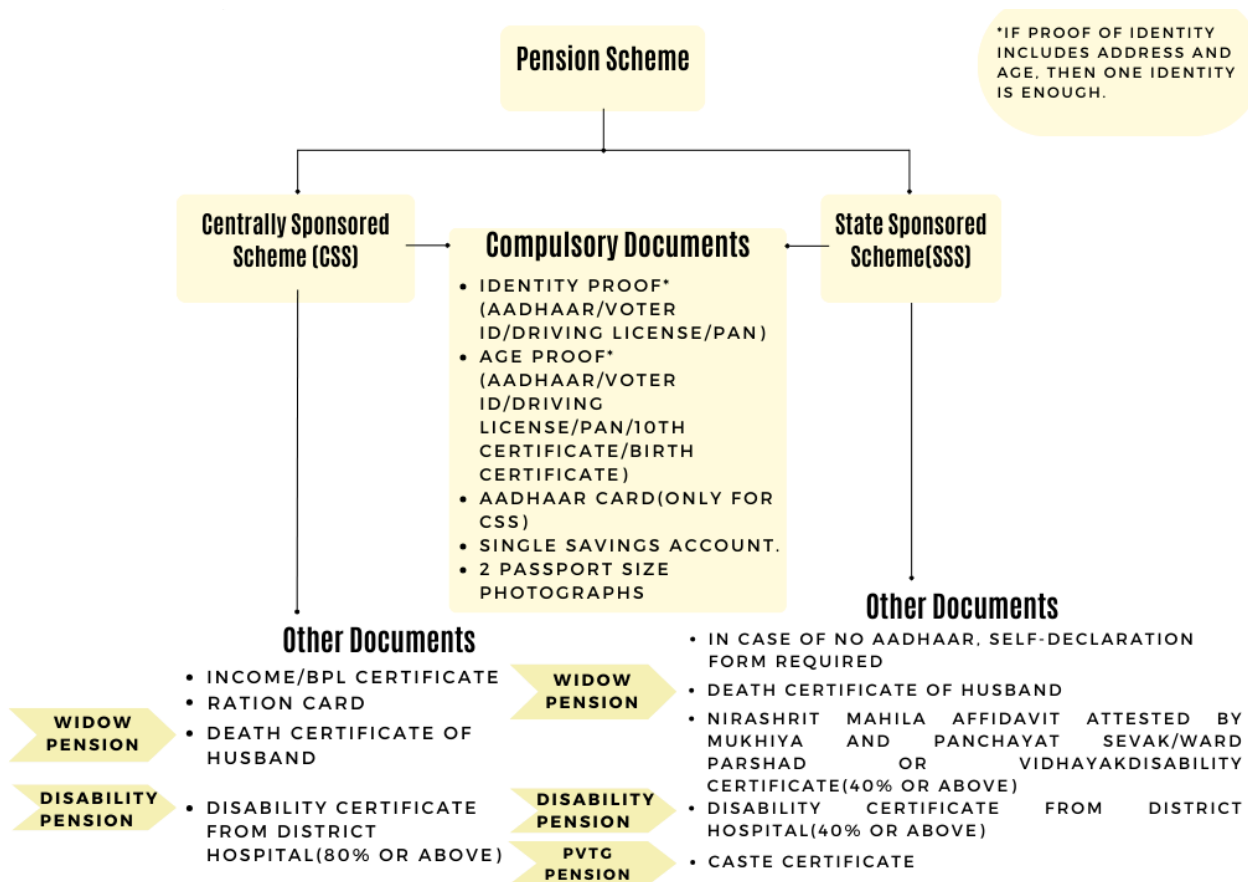 Pension Scheme
*IF PROOF OF IDENTITY
INCLUDES ADDRESS AND
AGE, THEN ONE IDENTITY
IS ENOUGH.
Centrally Sponsored
Scheme (CSS)
Compulsory Documents
• IDENTITY PROOF*
(AADHAAR/VOTER
ID/DRIVING LICENSE/PAN)
• AGE PROOF*
(AADHAAR/VOTER
ID/DRIVING
LICENSE/PAN/10TH
CERTIFICATE/BIRTH
CERTIFICATE)
• AADHAAR CARD(ONLY FOR
CSS)
• SINGLE SAVINGS ACCOUNT.
• 2 PASSPORT SIZE
PHOTOGRAPHS
State Sponsored
Scheme(SSS)
Other Documents
• INCOME/BPL CERTIFICATE
• RATION CARD
WIDOW
PENSION
• DEATH CERTIFICATE OF
HUSBAND
DISABILITY
PENSION
• DISABILITY CERTIFICATE
FROM DISTRICT
HOSPITAL(80% OR ABOVE)
Other Documents
• IN CASE OF NO AADHAAR, SELF-DECLARATION
FORM REQUIRED
WIDOW
PENSION
• DEATH CERTIFICATE OF HUSBAND
• NIRASHRIT MAHILA AFFIDAVIT ATTESTED BY
MUKHIYA AND PANCHAYAT SEVAK/WARD
PARSHAD OR VIDHAYAKDISABILITY
CERTIFICATE(40% OR ABOVE)
DISABILITY
PENSION
• DISABILITY CERTIFICATE FROM DISTRICT
HOSPITAL(40% OR ABOVE)
PVTG
PENSION
• CASTE CERTIFICATE